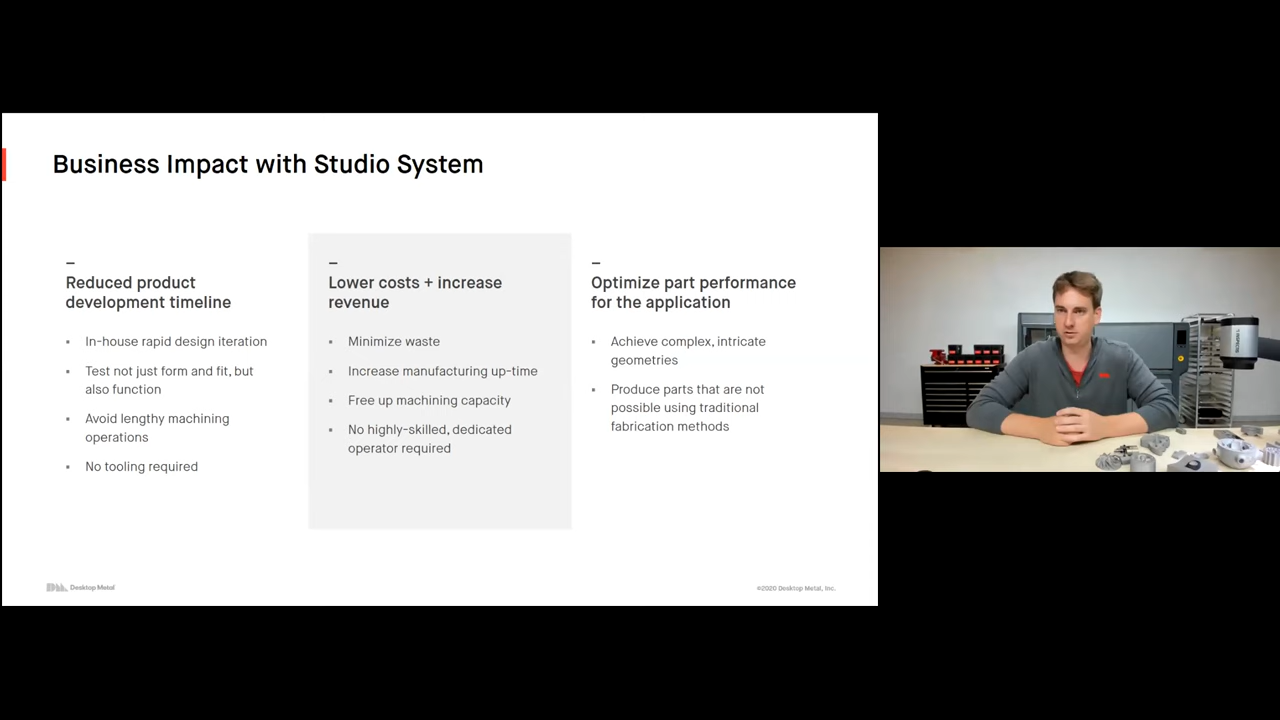 Business Impact with Studio System
Reduced product
development timeline
In-house rapid design iteration
Test not just form and fit, but
also function
Avoid lengthy machining
operations
No tooling required
Lower costs + increase
revenue
Minimize waste
Increase manufacturing up-time
Free up machining capacity
No highly-skilled, dedicated
operator required
Optimize part performance
for the application
Achieve complex, intricate
geometries
Produce parts that are not
possible using traditional
fabrication methods
DM. Desktop Metal
©2020 Desktop Metal, Inc.